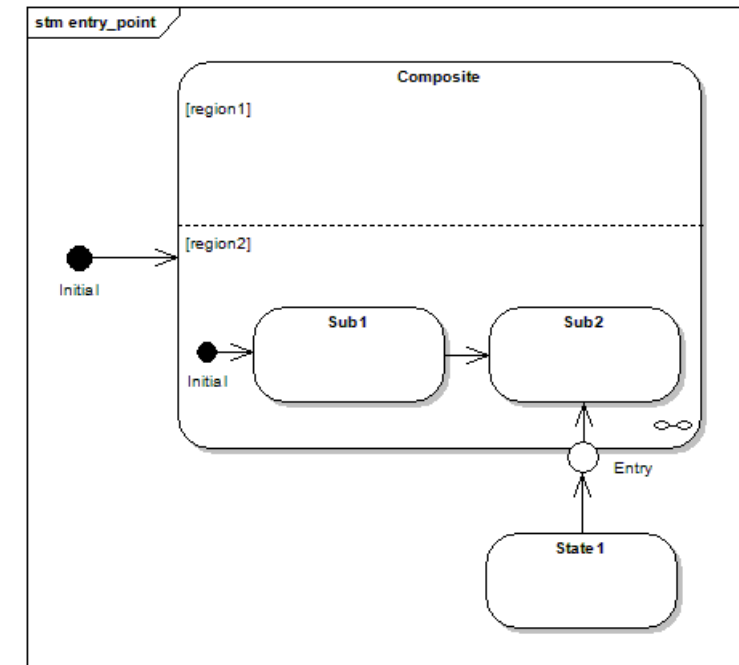 stm entry_point
Composite
[region1]
[region2]
Initial
Sub1
Sub2
Initial
Entry
State1